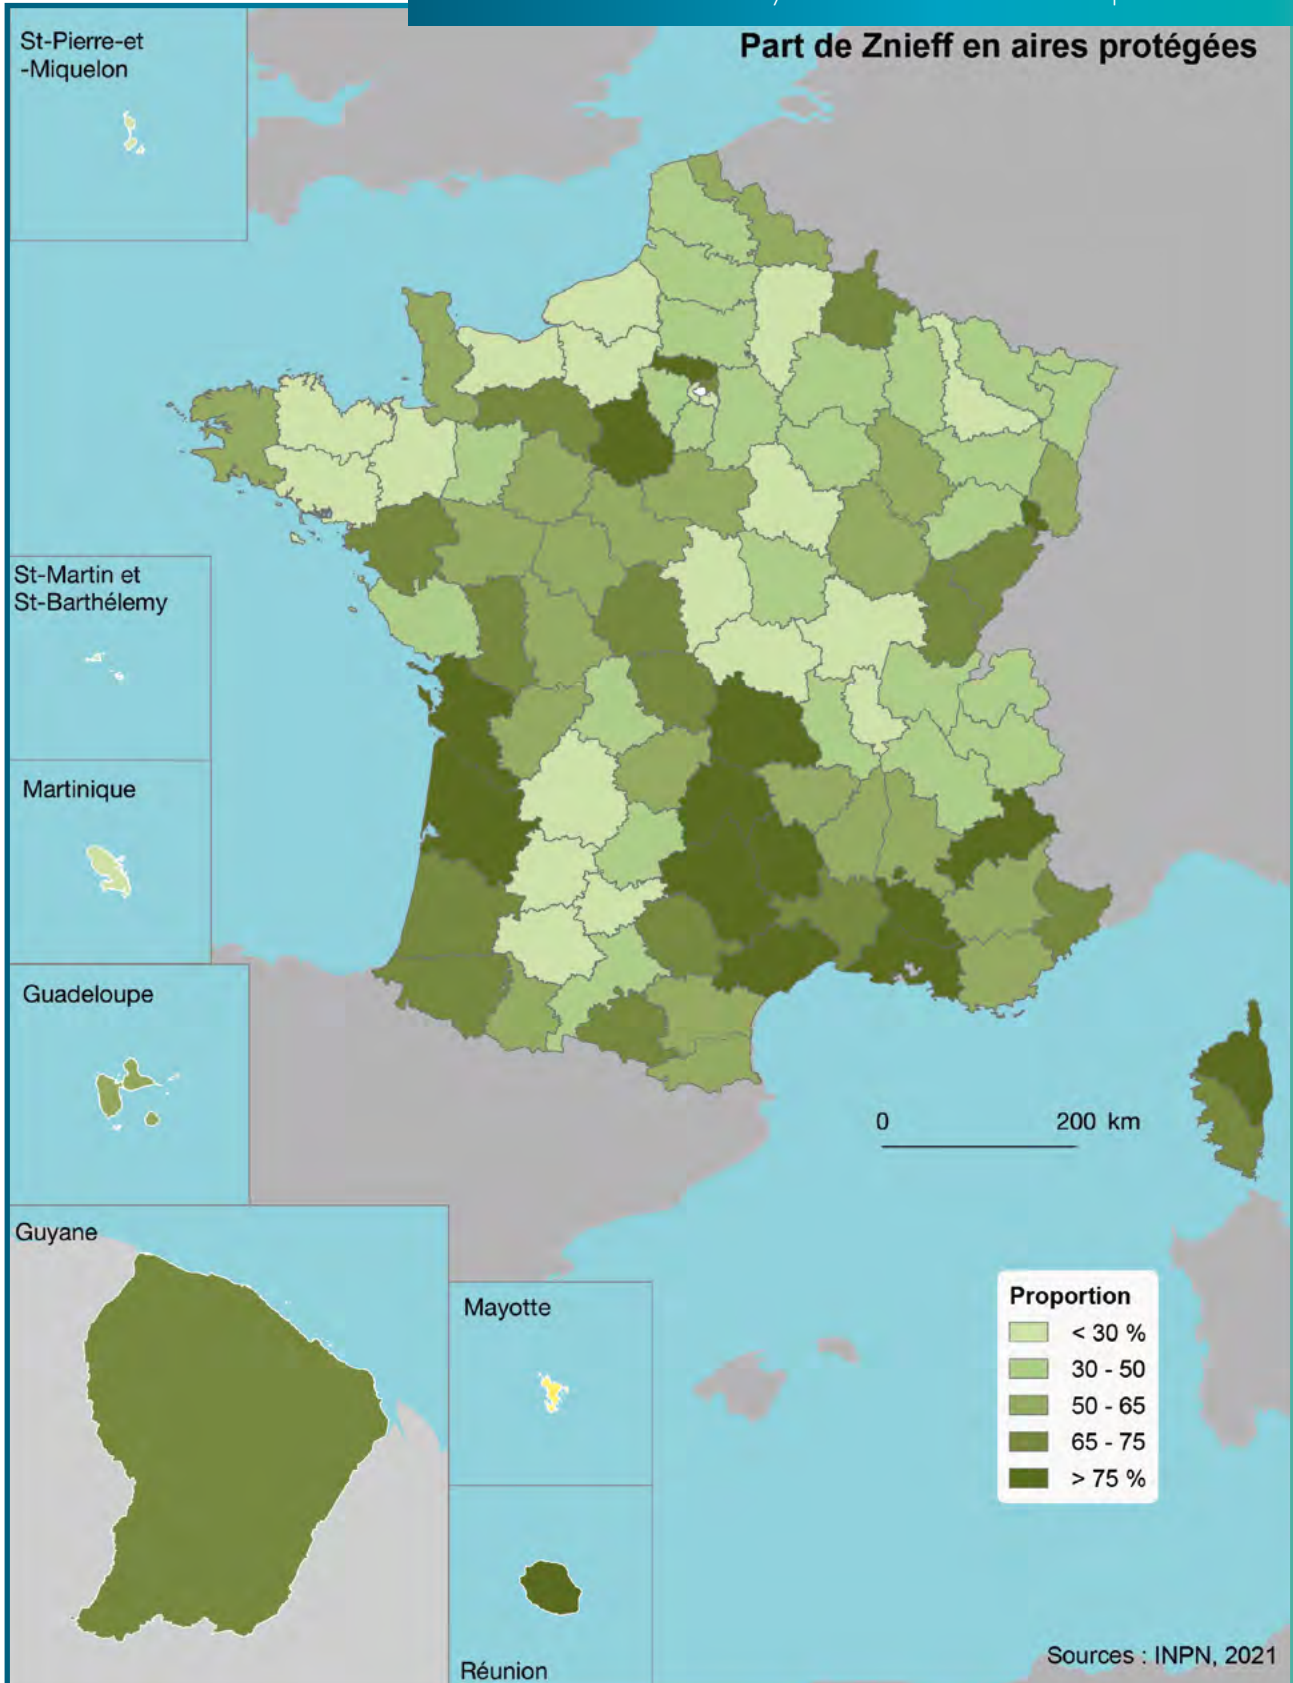 Part de Znieff en aires protégées
St-Pierre-et
-Miquelon
St-Martin et
St-Barthélemy
Martinique
Guadeloupe
Guyane
Mayotte
Réunion
0 200 km
Proportion
< 30 %
30 - 50
50 - 65
65 - 75
> 75 %
Sources : INPN, 2021